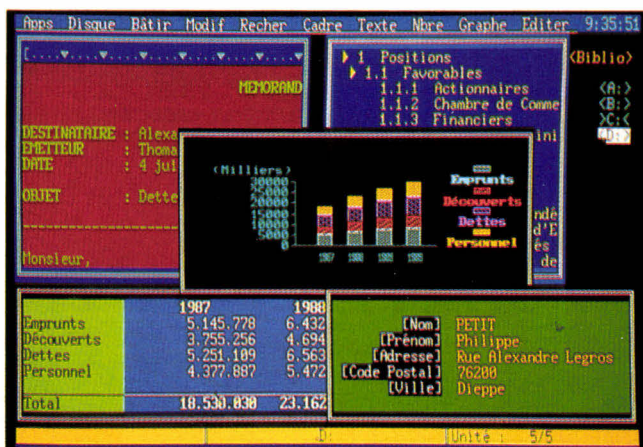 Apps Disque Bâtir Modif Recher Cadre Texte Nbre Graphe Editer 9:35:51
MEMORAND
DESTINATAIRE : Alexa
EMETTEUR : Thoma
DATE : 4 jui
OBJET : Dette
Monsieur,
1 Positions
1.1 Favorables
1.1.1 Actionnaires
1.1.2 Chambre de Comme
1.1.3 Financiers
ini
ndé
d'E
és
de
<Biblio>
<A:>
<B:>
>C:<
<D:>
(Milliers)
30000
25000
20000
15000
10000
5000
0
1987 1988
Emprunts
Découverts
Dettes
Personnel
1987 1988
Emprunts 5.145.778 6.432
Découverts 3.755.256 4.694
Dettes 5.251.109 6.563
Personnel 4.377.887 5.472
Total 18.530.030 23.162
[Nom] PETIT
[Prénom] Philippe
[Adresse] Rue Alexandre Legros
[Code Postal] 76200
[Ville] Dieppe
D: Unité : 5/5